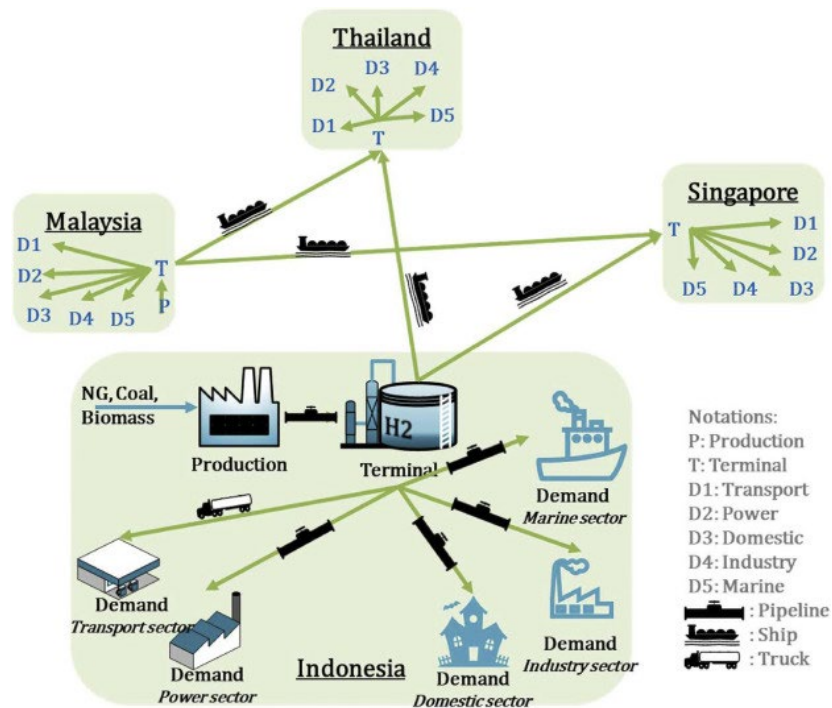 Thailand
D3
D4
D2
D5
D1
T
Singapore
T
D1
D2
D5
D4
D3
Malaysia
D1
T
D2
P
D3
D4
D5
NG, Coal,
Biomass
H2
Production
Terminal
Demand
Marine sector
Demand
Transport sector
Demand
Power sector
Indonesia
Demand
Domestic sector
Demand
Industry sector
Notations:
P: Production
T: Terminal
D1: Transport
D2: Power
D3: Domestic
D4: Industry
D5: Marine
: Pipeline
: Ship
: Truck